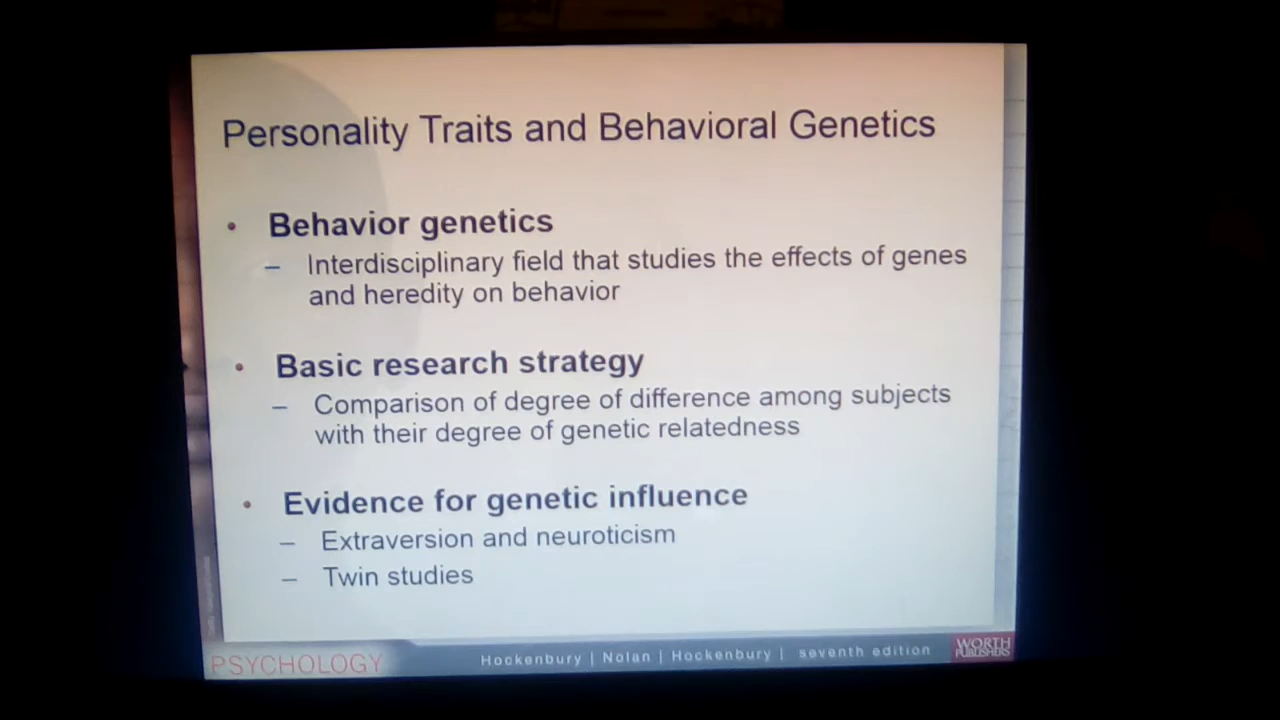 Personality Traits and Behavioral Genetics
• Behavior genetics
– Interdisciplinary field that studies the effects of genes
and heredity on behavior
• Basic research strategy
– Comparison of degree of difference among subjects
with their degree of genetic relatedness
• Evidence for genetic influence
– Extraversion and neuroticism
– Twin studies
PSYCHOLOGY
Hockenbury | Nolan | Hockenbury | seventh edition
WORTH
PUBLISHERS